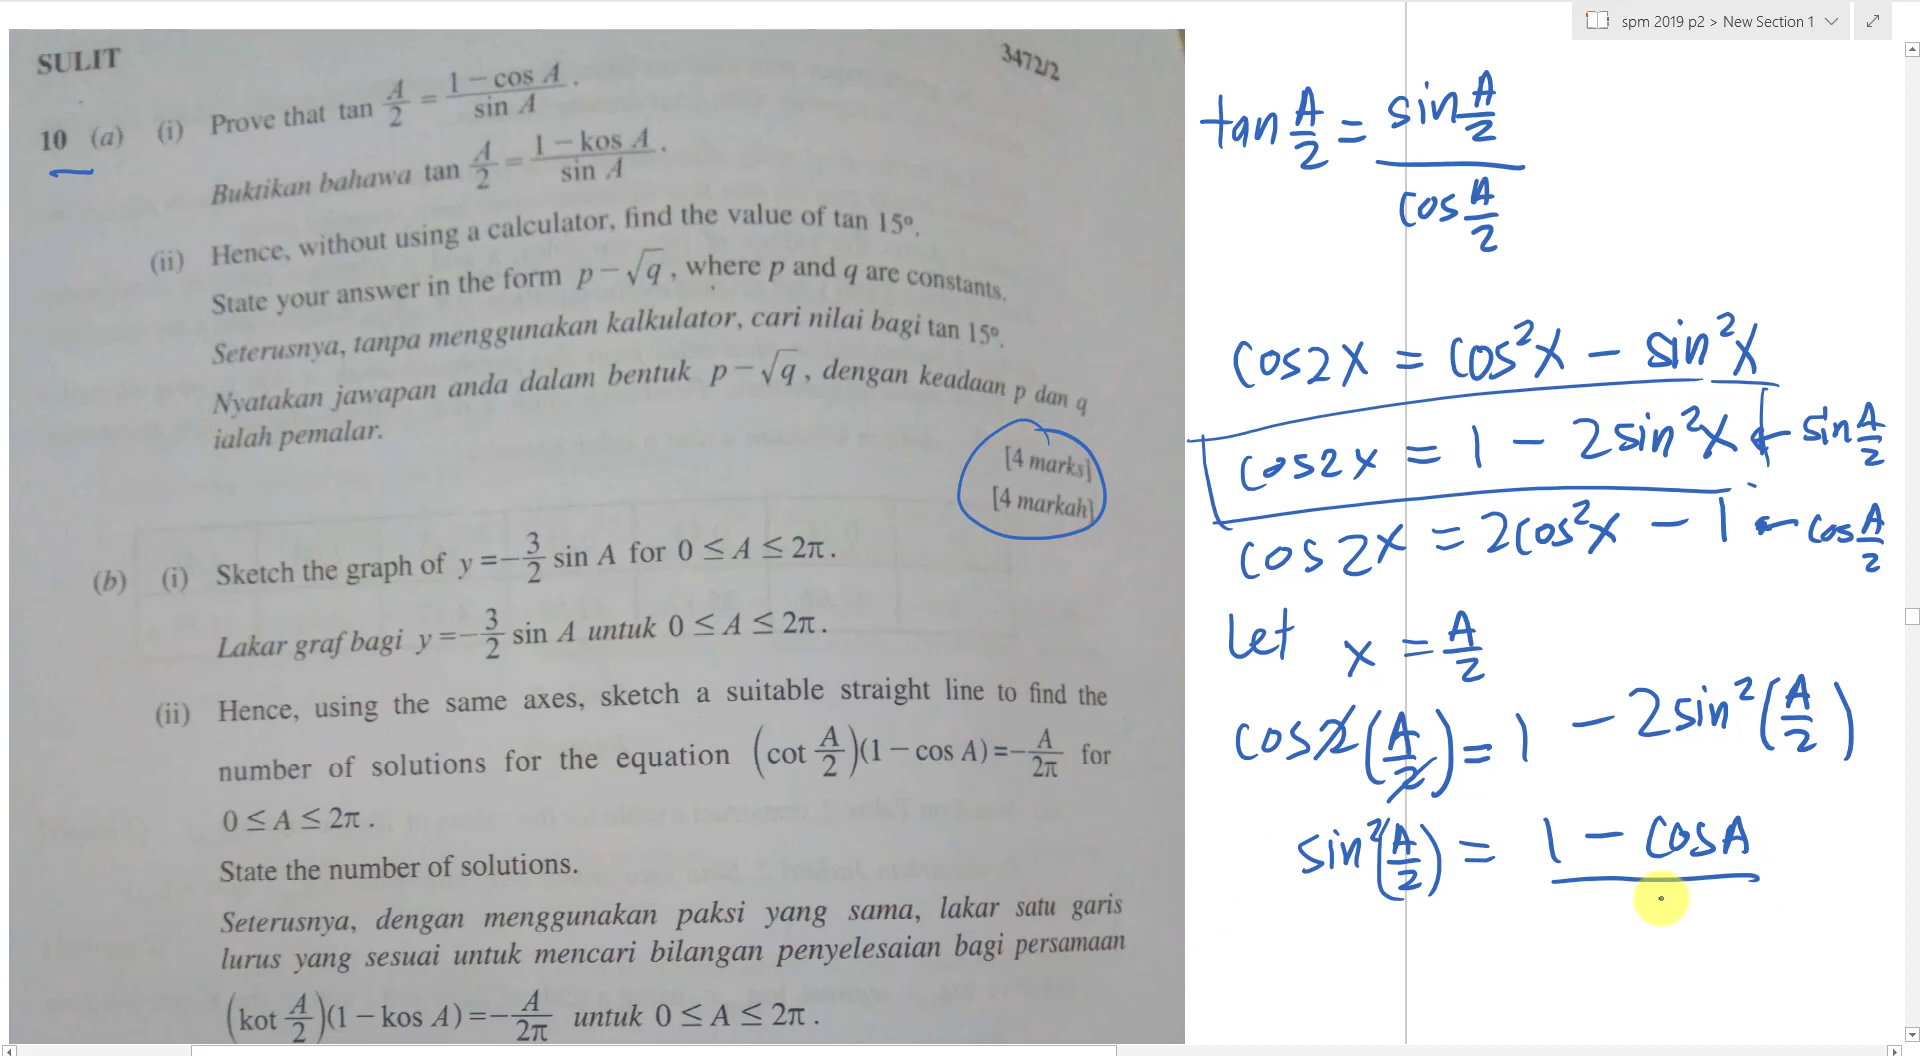 spm 2019 p2 > New Section 1
SULIT
3472/2
10 (a) (i) Prove that tan A/2 = (1 – cos A)/(sin A).
Buktikan bahawa tan A/2 = (1 – kos A)/(sin A).
(ii) Hence, without using a calculator, find the value of tan 15°.
State your answer in the form p – √q, where p and q are constants.
Seterusnya, tanpa menggunakan kalkulator, cari nilai bagi tan 15°.
Nyatakan jawapan anda dalam bentuk p – √q, dengan keadaan p dan q
ialah pemalar.
[4 marks]
[4 markah]
(b) (i) Sketch the graph of y = –3/2 sin A for 0 ≤ A ≤ 2π.
Lakar graf bagi y = –3/2 sin A untuk 0 ≤ A ≤ 2π.
(ii) Hence, using the same axes, sketch a suitable straight line to find the
number of solutions for the equation (cot A/2)(1 – cos A) = –A/2π for
0 ≤ A ≤ 2π.
State the number of solutions.
Seterusnya, dengan menggunakan paksi yang sama, lakar satu garis
lurus yang sesuai untuk mencari bilangan penyelesaian bagi persamaan
(kot A/2)(1 – kos A) = –A/2π untuk 0 ≤ A ≤ 2π.
tan A/2 = (sin A/2)/(cos A/2)
cos2x = cos²x – sin²x
cos2x = 1 – 2sin²x ← sin A/2
cos2x = 2cos²x – 1 ← cos A/2
Let x = A/2
cos2(A/2) = 1 – 2sin²(A/2)
sin²(A/2) = 1 – cosA